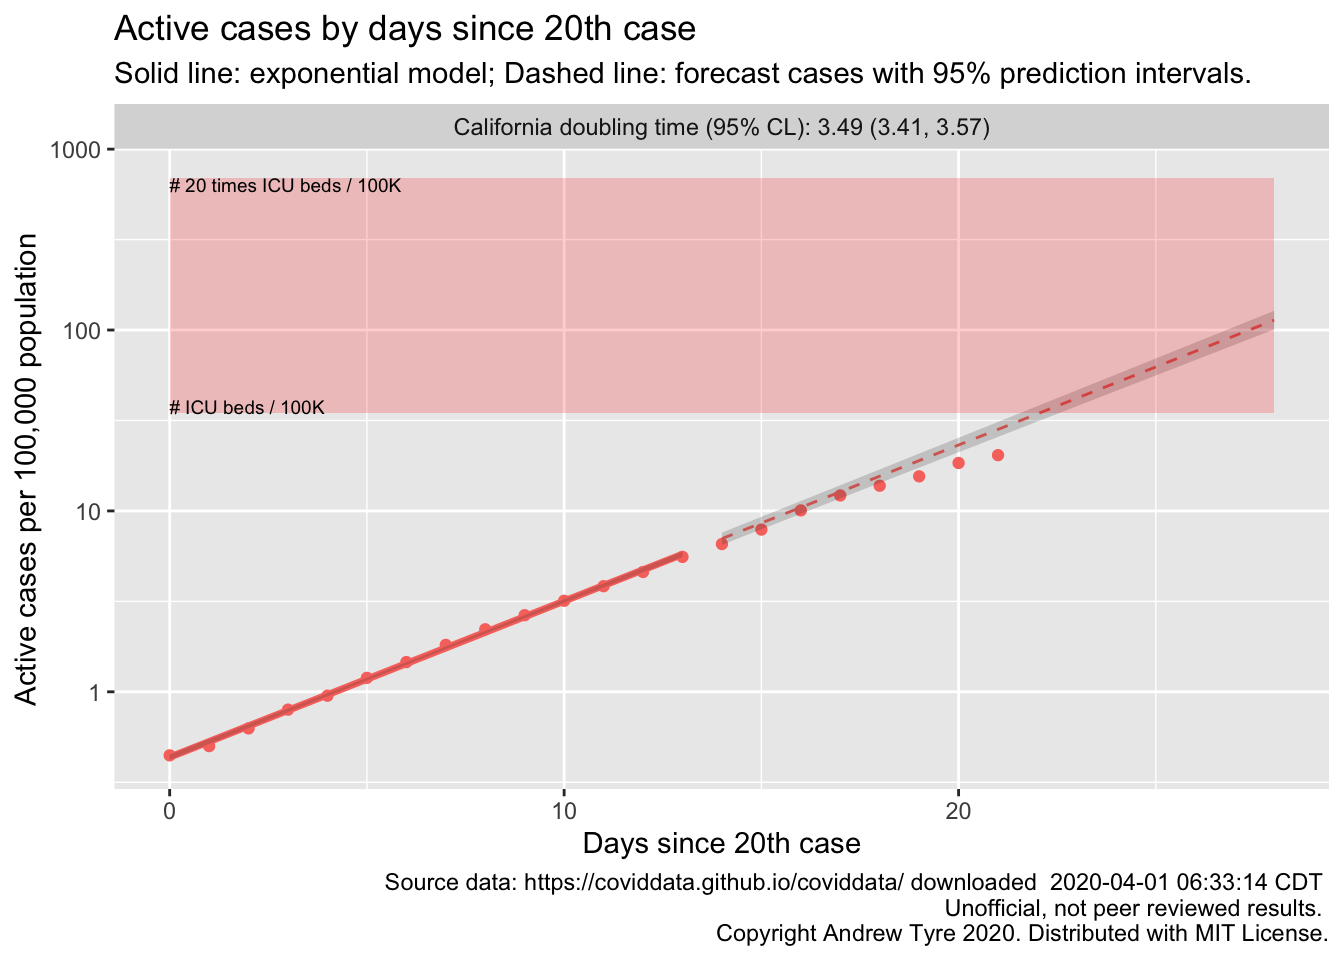 Active cases by days since 20th case
Solid line: exponential model; Dashed line: forecast cases with 95% prediction intervals.
California doubling time (95% CL): 3.49 (3.41, 3.57)
1000
# 20 times ICU beds / 100K
100
# ICU beds / 100K
10
1
Active cases per 100,000 population
0
10
20
Days since 20th case
Source data: https://coviddata.github.io/coviddata/ downloaded  2020-04-01 06:33:14 CDT
Unofficial, not peer reviewed results.
Copyright Andrew Tyre 2020. Distributed with MIT License.